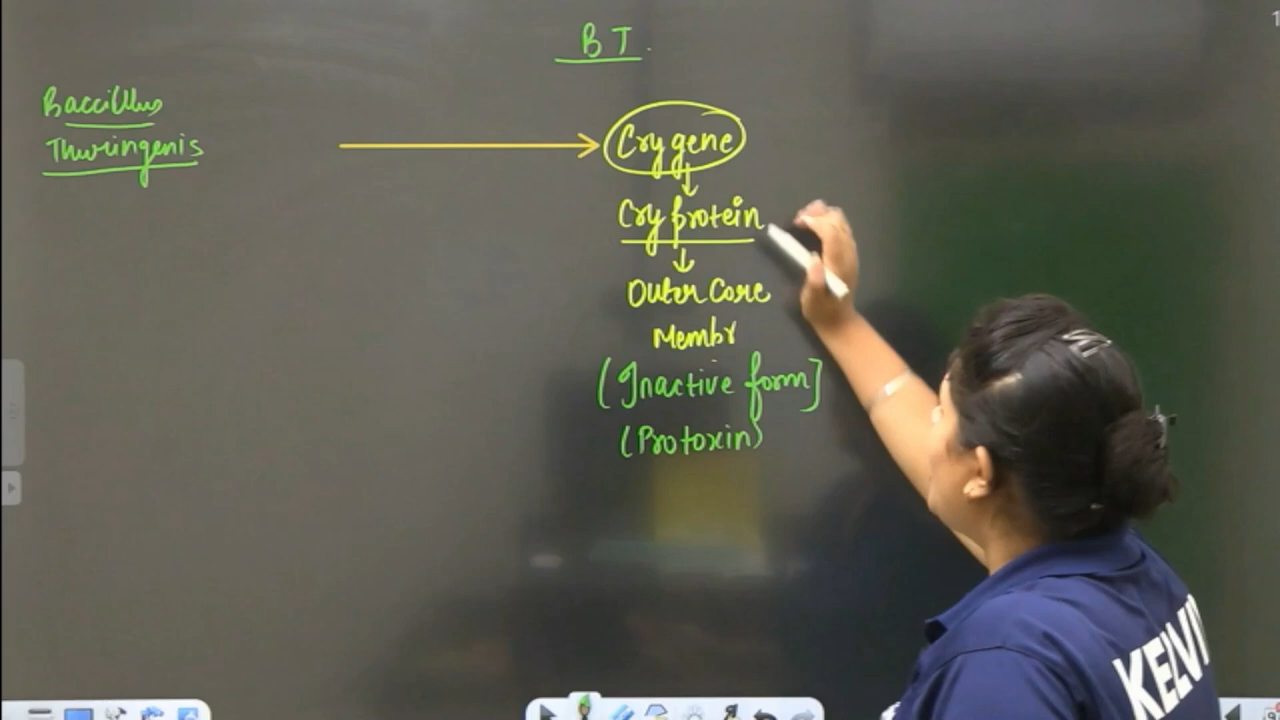 BT.
Baccillus
Thuringenis
Cry gene
Cry protein
Outer Core
Membr
(Inactive form]
(Protoxin)
KELVI